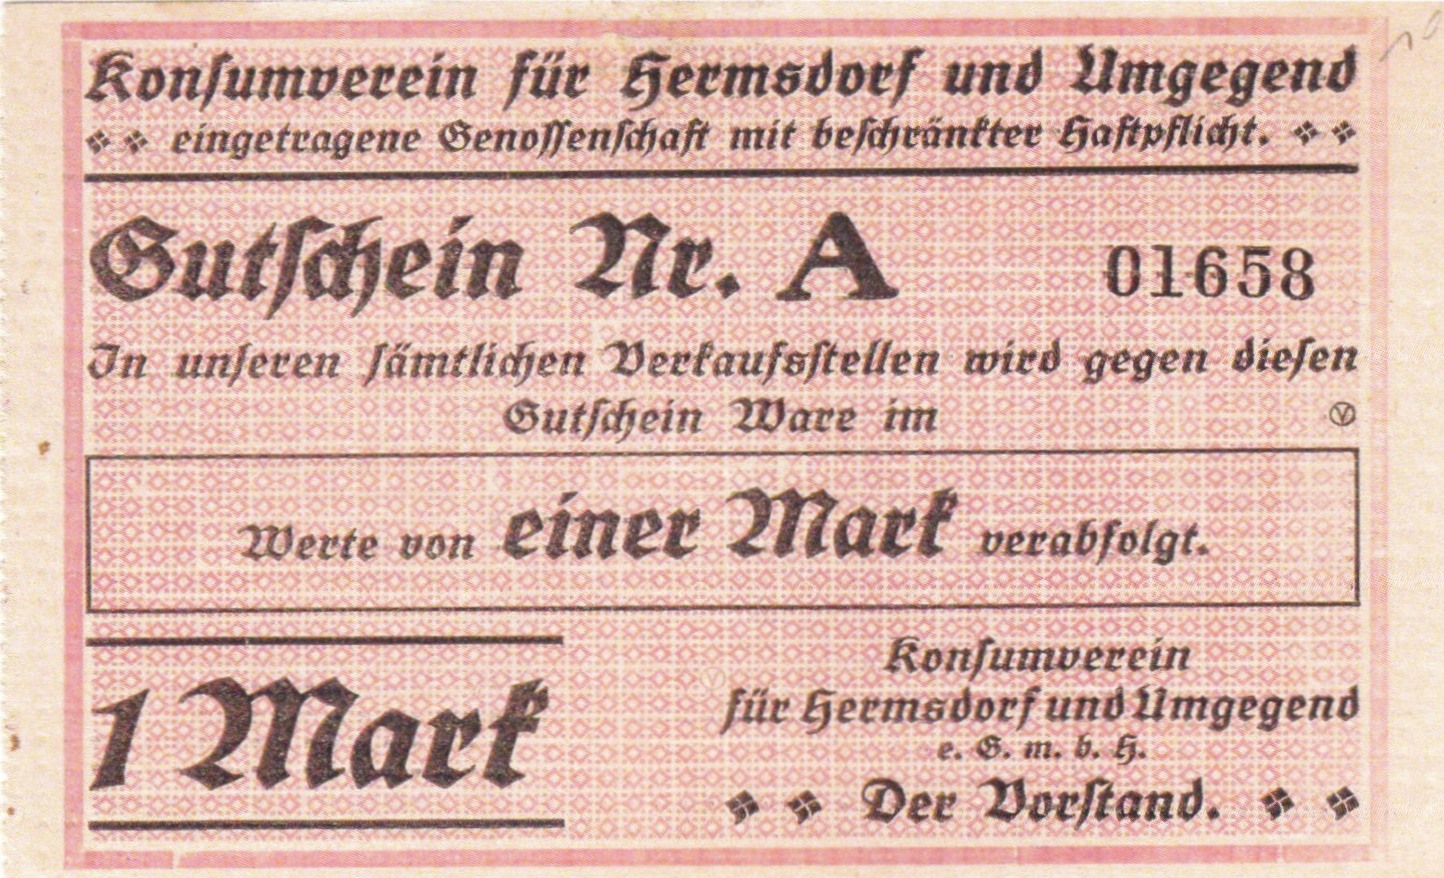 Konsumverein für Hermsdorf und Umgegend
eingetragene Genossenschaft mit beschränkter Haftpflicht.
Gutschein Nr. A 01658
In unseren sämtlichen Verkaufsstellen wird gegen diesen
Gutschein Ware im
V
Werte von einer Mark verabfolgt.
1 Mark
Konsumverein
für Hermsdorf und Umgegend
e. G. m. b. H.
Der Vorstand.